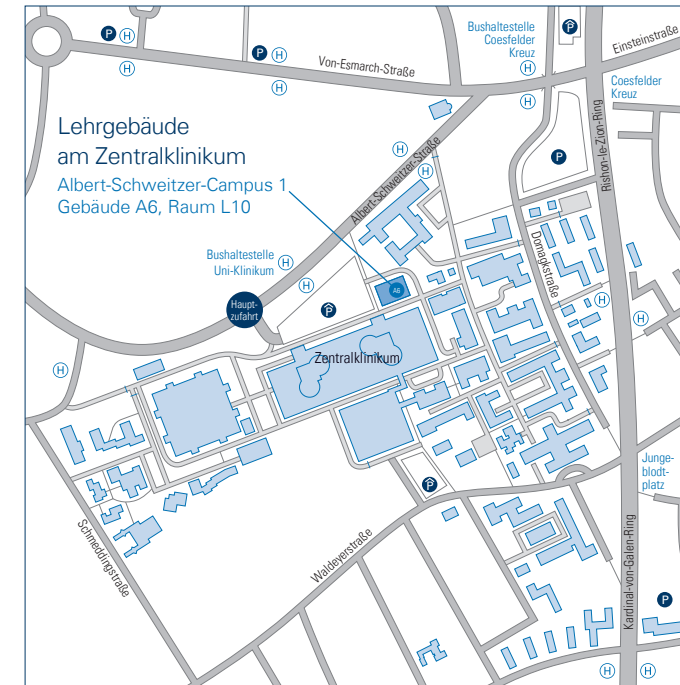 P
H
H
P
H
H
Von-Esmarch-Straße
Bushaltestelle
Coesfelder
Kreuz
H
H
P
Einsteinstraße
Coesfelder
Kreuz
Rishon-le-Zion-Ring
P
Lehrgebäude
am Zentralklinikum
Albert-Schweitzer-Campus 1
Gebäude A6, Raum L10
H
H
Albert-Schweitzer-Straße
Domagkstraße
Bushaltestelle
Uni-Klinikum
H
H
A6
Haupt-
zufahrt
P
H
H
Zentralklinikum
H
P
Junge-
blodt-
platz
Schmeddingstraße
Waldeyerstraße
Kardinal-von-Galen-Ring
P
H
H